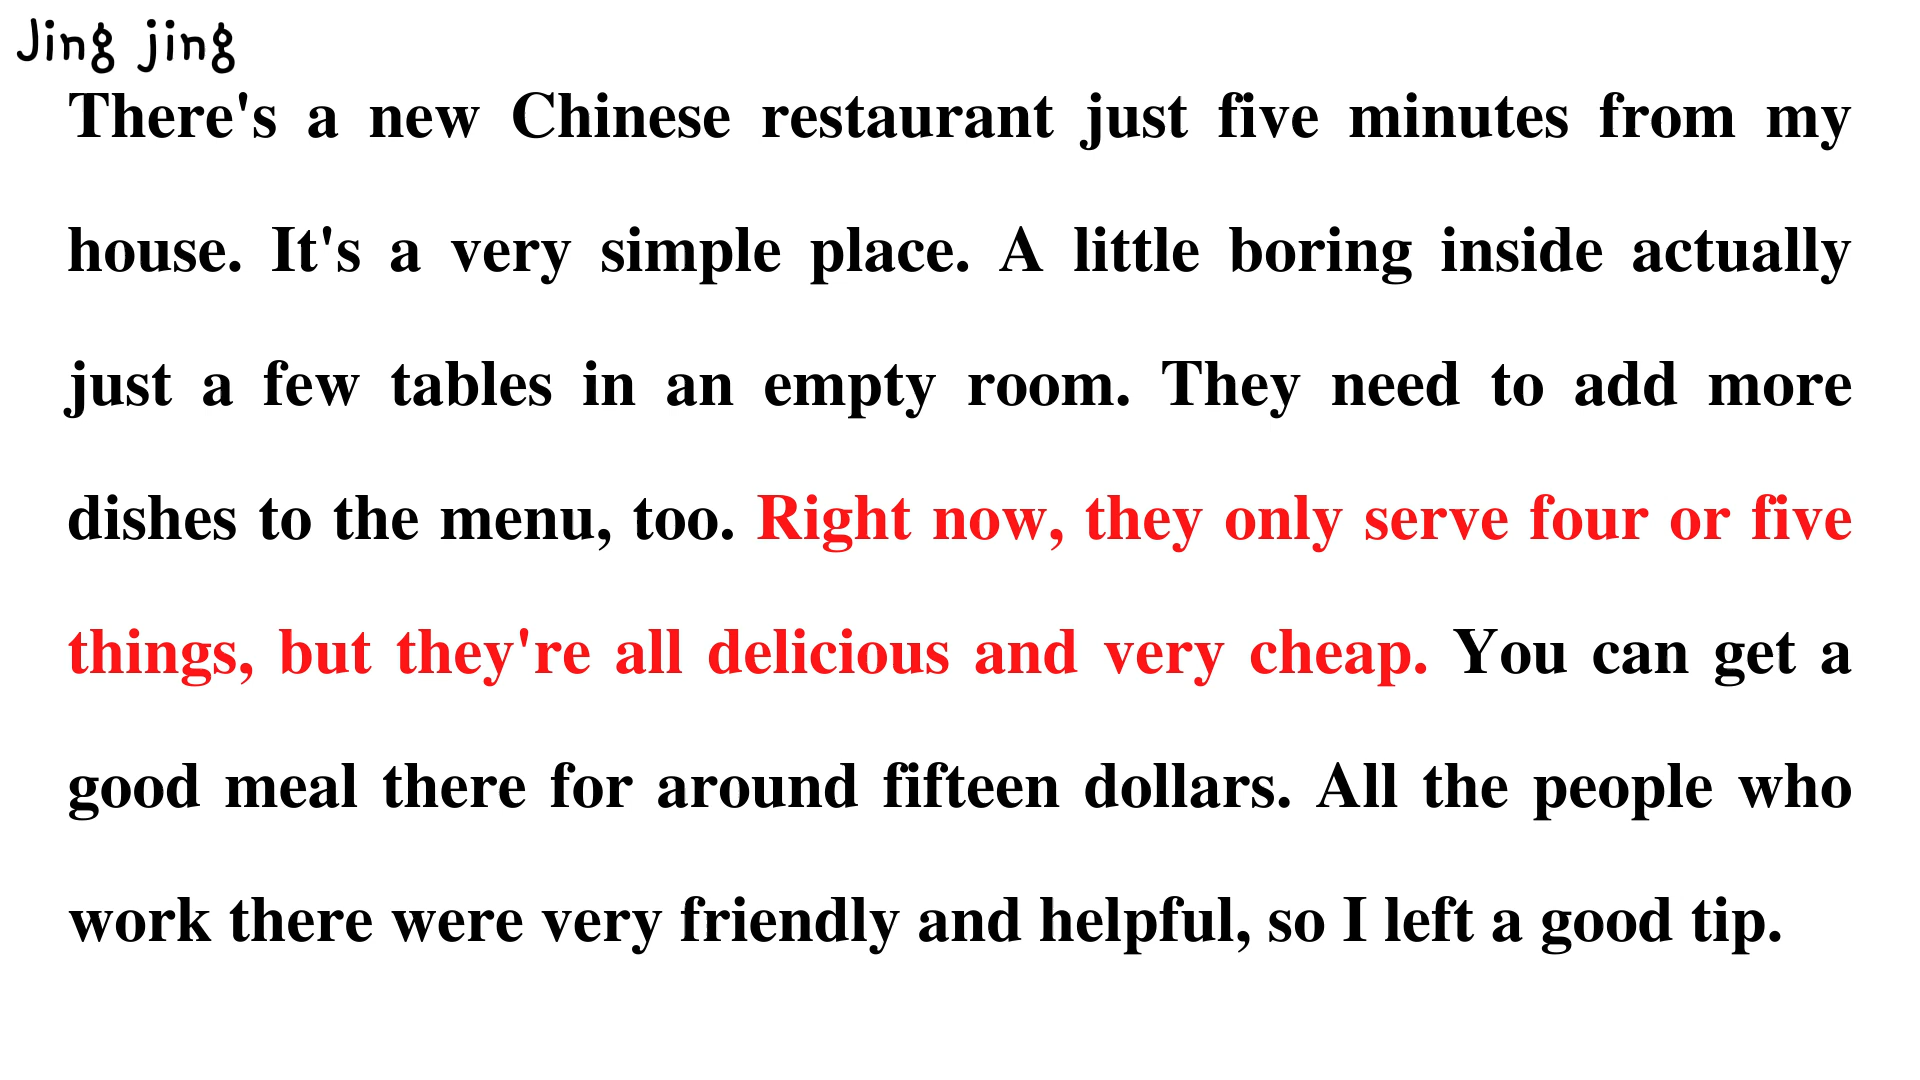 Jing jing
There's a new Chinese restaurant just five minutes from my
house. It's a very simple place. A little boring inside actually
just a few tables in an empty room. They need to add more
dishes to the menu, too. Right now, they only serve four or five
things, but they're all delicious and very cheap. You can get a
good meal there for around fifteen dollars. All the people who
work there were very friendly and helpful, so I left a good tip.